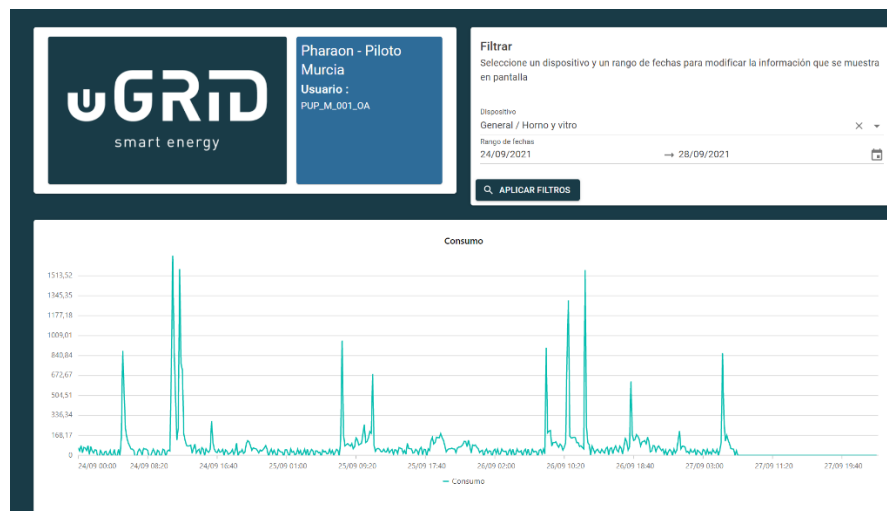 uGRID
smart energy
Pharaon - Piloto
Murcia
Usuario :
PUP_M_001_OA
Filtrar
Seleccione un dispositivo y un rango de fechas para modificar la información que se muestra
en pantalla
Dispositivo
General / Horno y vitro
Rango de fechas
24/09/2021 → 28/09/2021
APLICAR FILTROS
Consumo
1513,52
1345,35
1177,18
1009,01
840,84
672,67
504,51
336,34
168,17
0
24/09 00:00 24/09 08:20 24/09 16:40 25/09 01:00 25/09 09:20 25/09 17:40 26/09 02:00 26/09 10:20 26/09 18:40 27/09 03:00 27/09 11:20 27/09 19:40
Consumo